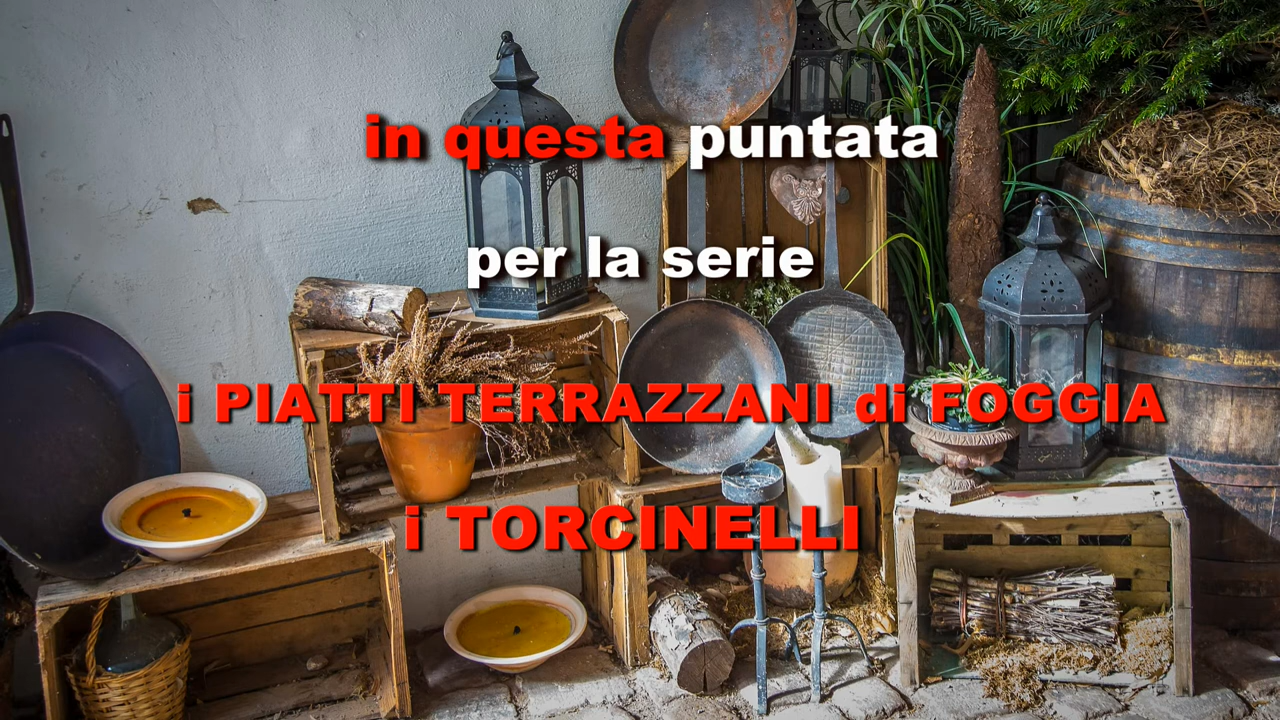 in questa puntata
per la serie
i PIATTI TERRAZZANI di FOGGIA
i TORCINELLI